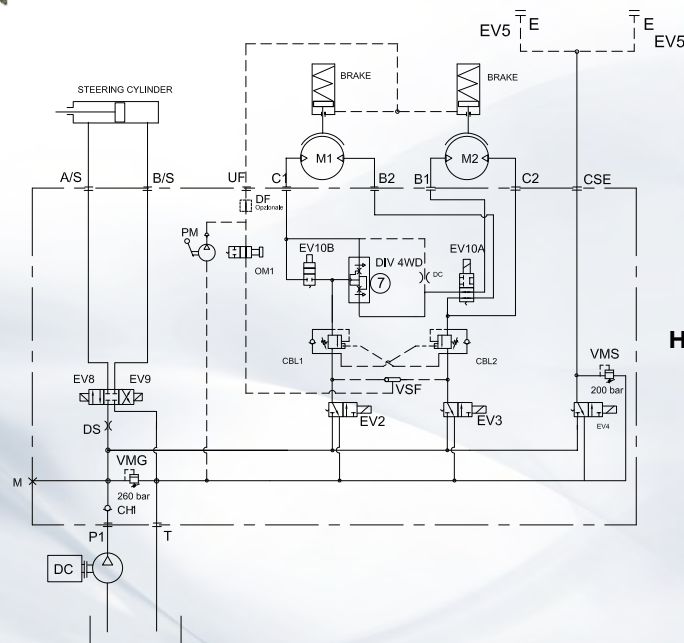 EV5 E
E EV5
BRAKE
BRAKE
STEERING CYLINDER
M1
M2
A/S
B/S
UF
C1
B2
B1
C2
CSE
DF
Opzionale
PM
EV10B
DIV 4WD
EV10A
OM1
7
DC
H
CBL1
CBL2
VMS
200 bar
EV8
EV9
VSF
EV2
EV3
EV4
DS
VMG
M
260 bar
CH1
P1
T
DC